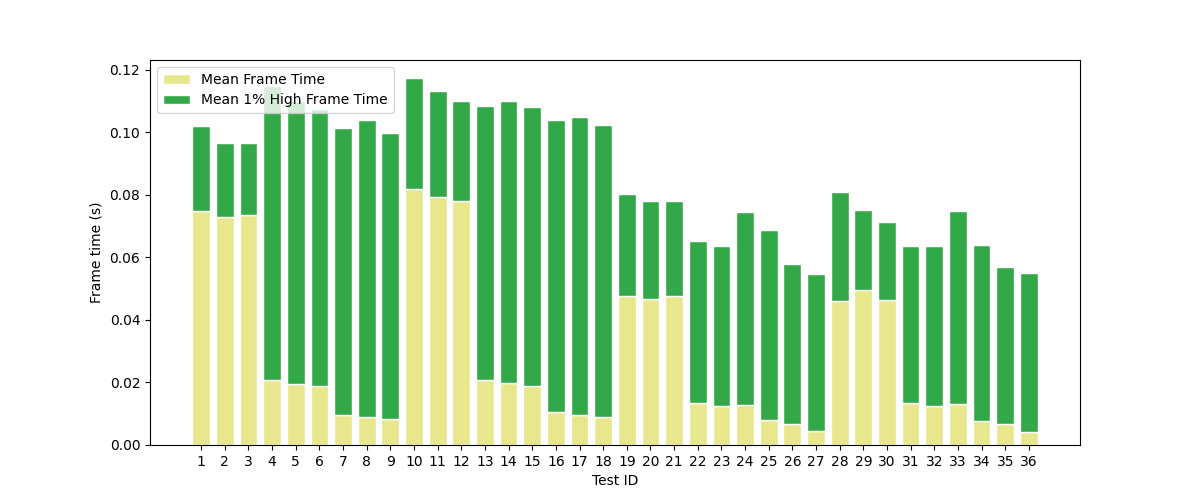 Mean Frame Time
Mean 1% High Frame Time
0.12
0.10
0.08
0.06
0.04
0.02
0.00
Frame time (s)
1 2 3 4 5 6 7 8 9 10 11 12 13 14 15 16 17 18 19 20 21 22 23 24 25 26 27 28 29 30 31 32 33 34 35 36
Test ID